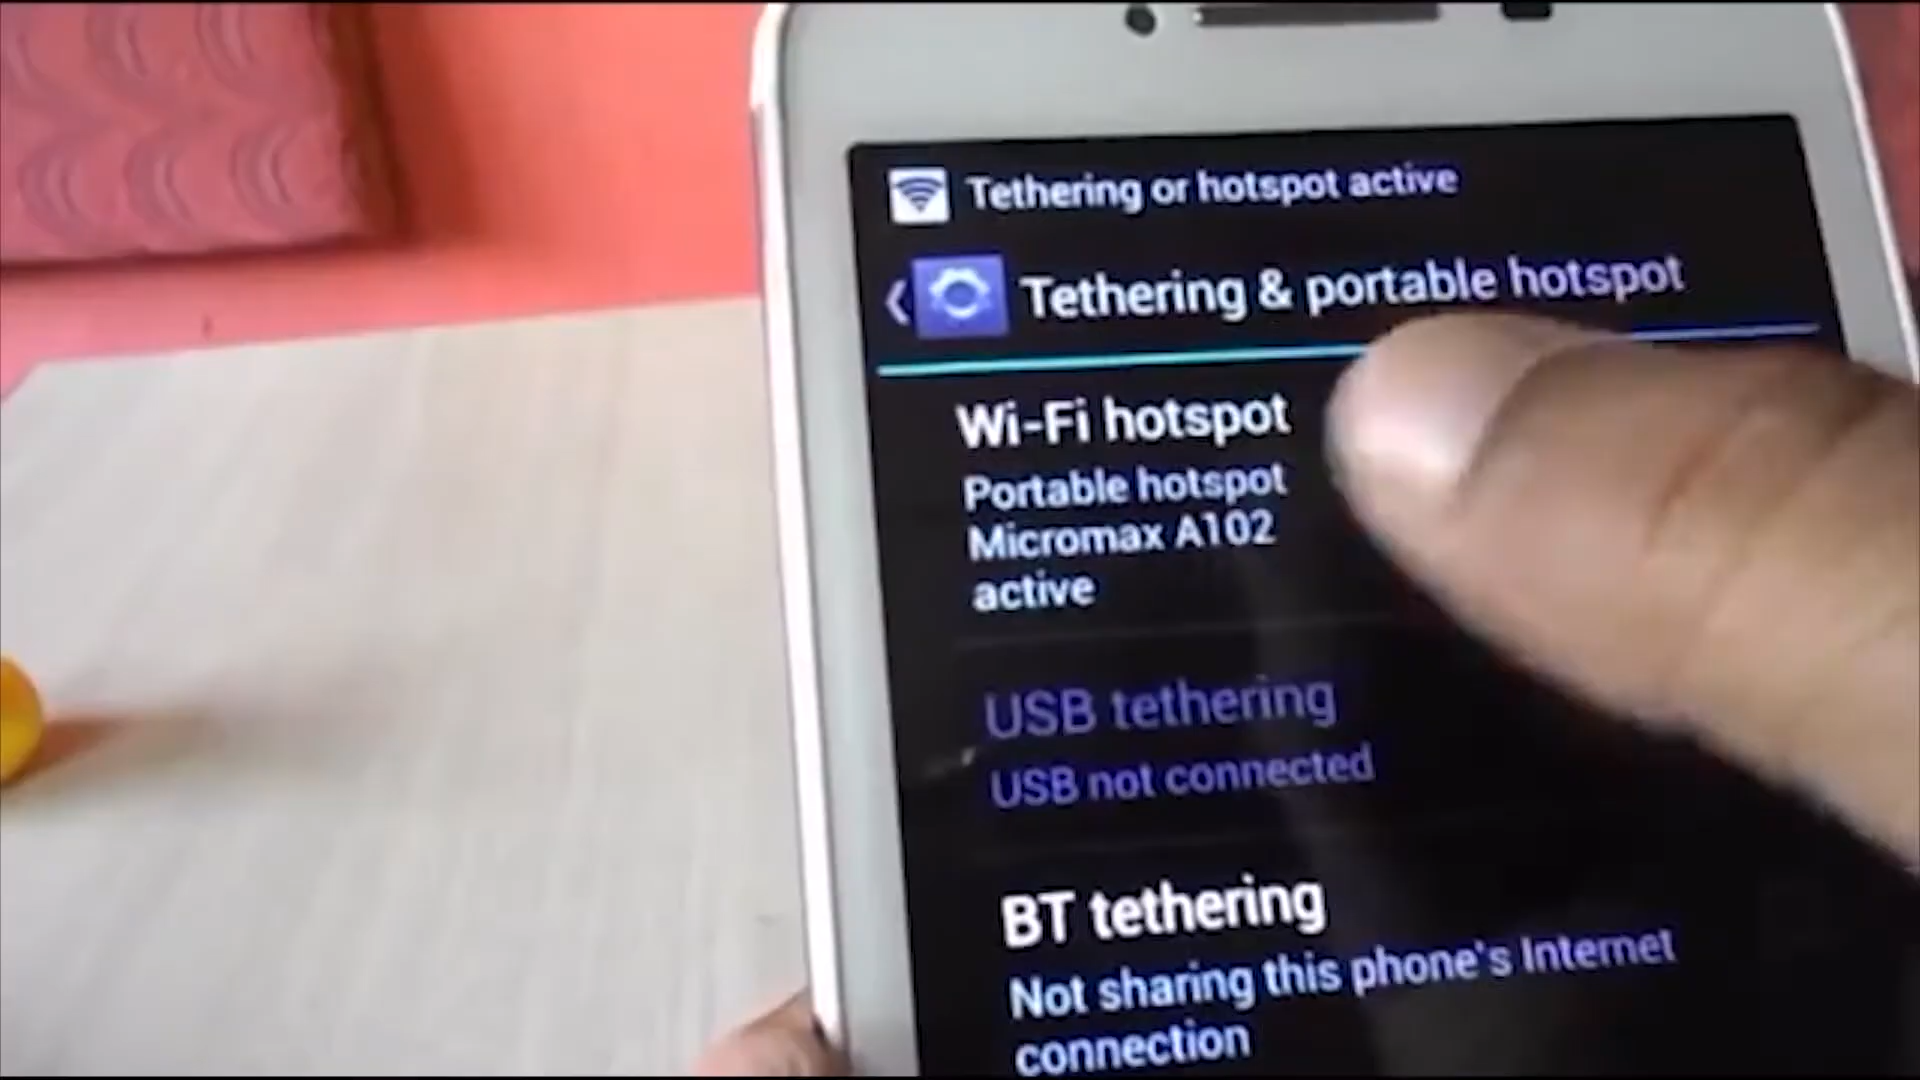 Tethering or hotspot active
Tethering & portable hotspot
Wi-Fi hotspot
Portable hotspot
Micromax A102
active
USB tethering
USB not connected
BT tethering
Not sharing this phone's Internet
connection